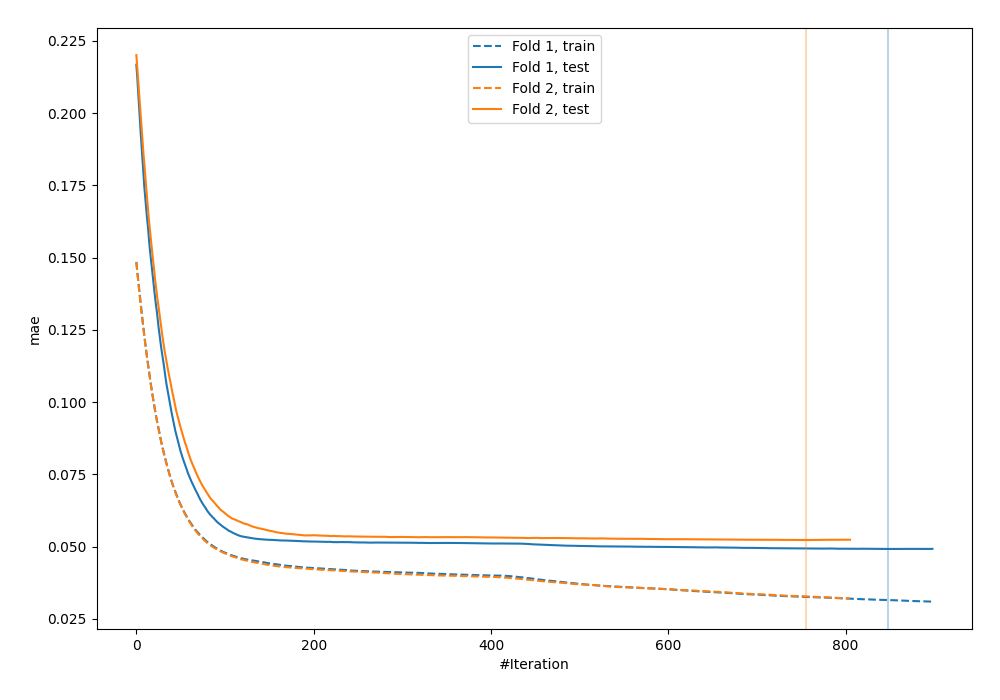 0.225
0.200
0.175
0.150
0.125
0.100
0.075
0.050
0.025
mae
Fold 1, train
Fold 1, test
Fold 2, train
Fold 2, test
0
200
400
600
800
#Iteration